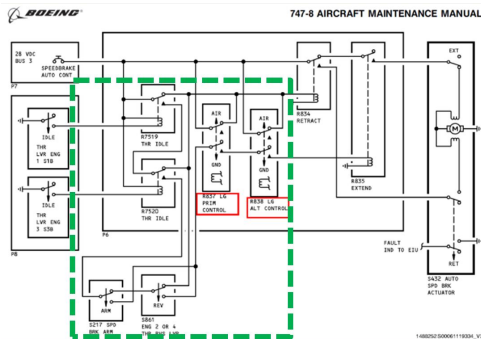 BOEING
747-8 AIRCRAFT MAINTENANCE MANUAL
28 VDC
BUS 3
SPEEDBRAKE
AUTO CONT
P7
IDLE
THR
LVR ENG
1 STB
IDLE
THR
LVR ENG
3 STB
P8
R7519
THR IDLE
R7520
THR IDLE
P6
AIR
GND
R837 LG
PRIM
CONTROL
AIR
GND
R838 LG
ALT CONTROL
R834
RETRACT
R835
EXTEND
EXT
M
FAULT
IND TO EIU
RET
S432 AUTO
SPD BRK
ACTUATOR
ARM
S217 SPD
BRK ARM
REV
S861
ENG 2 OR 4